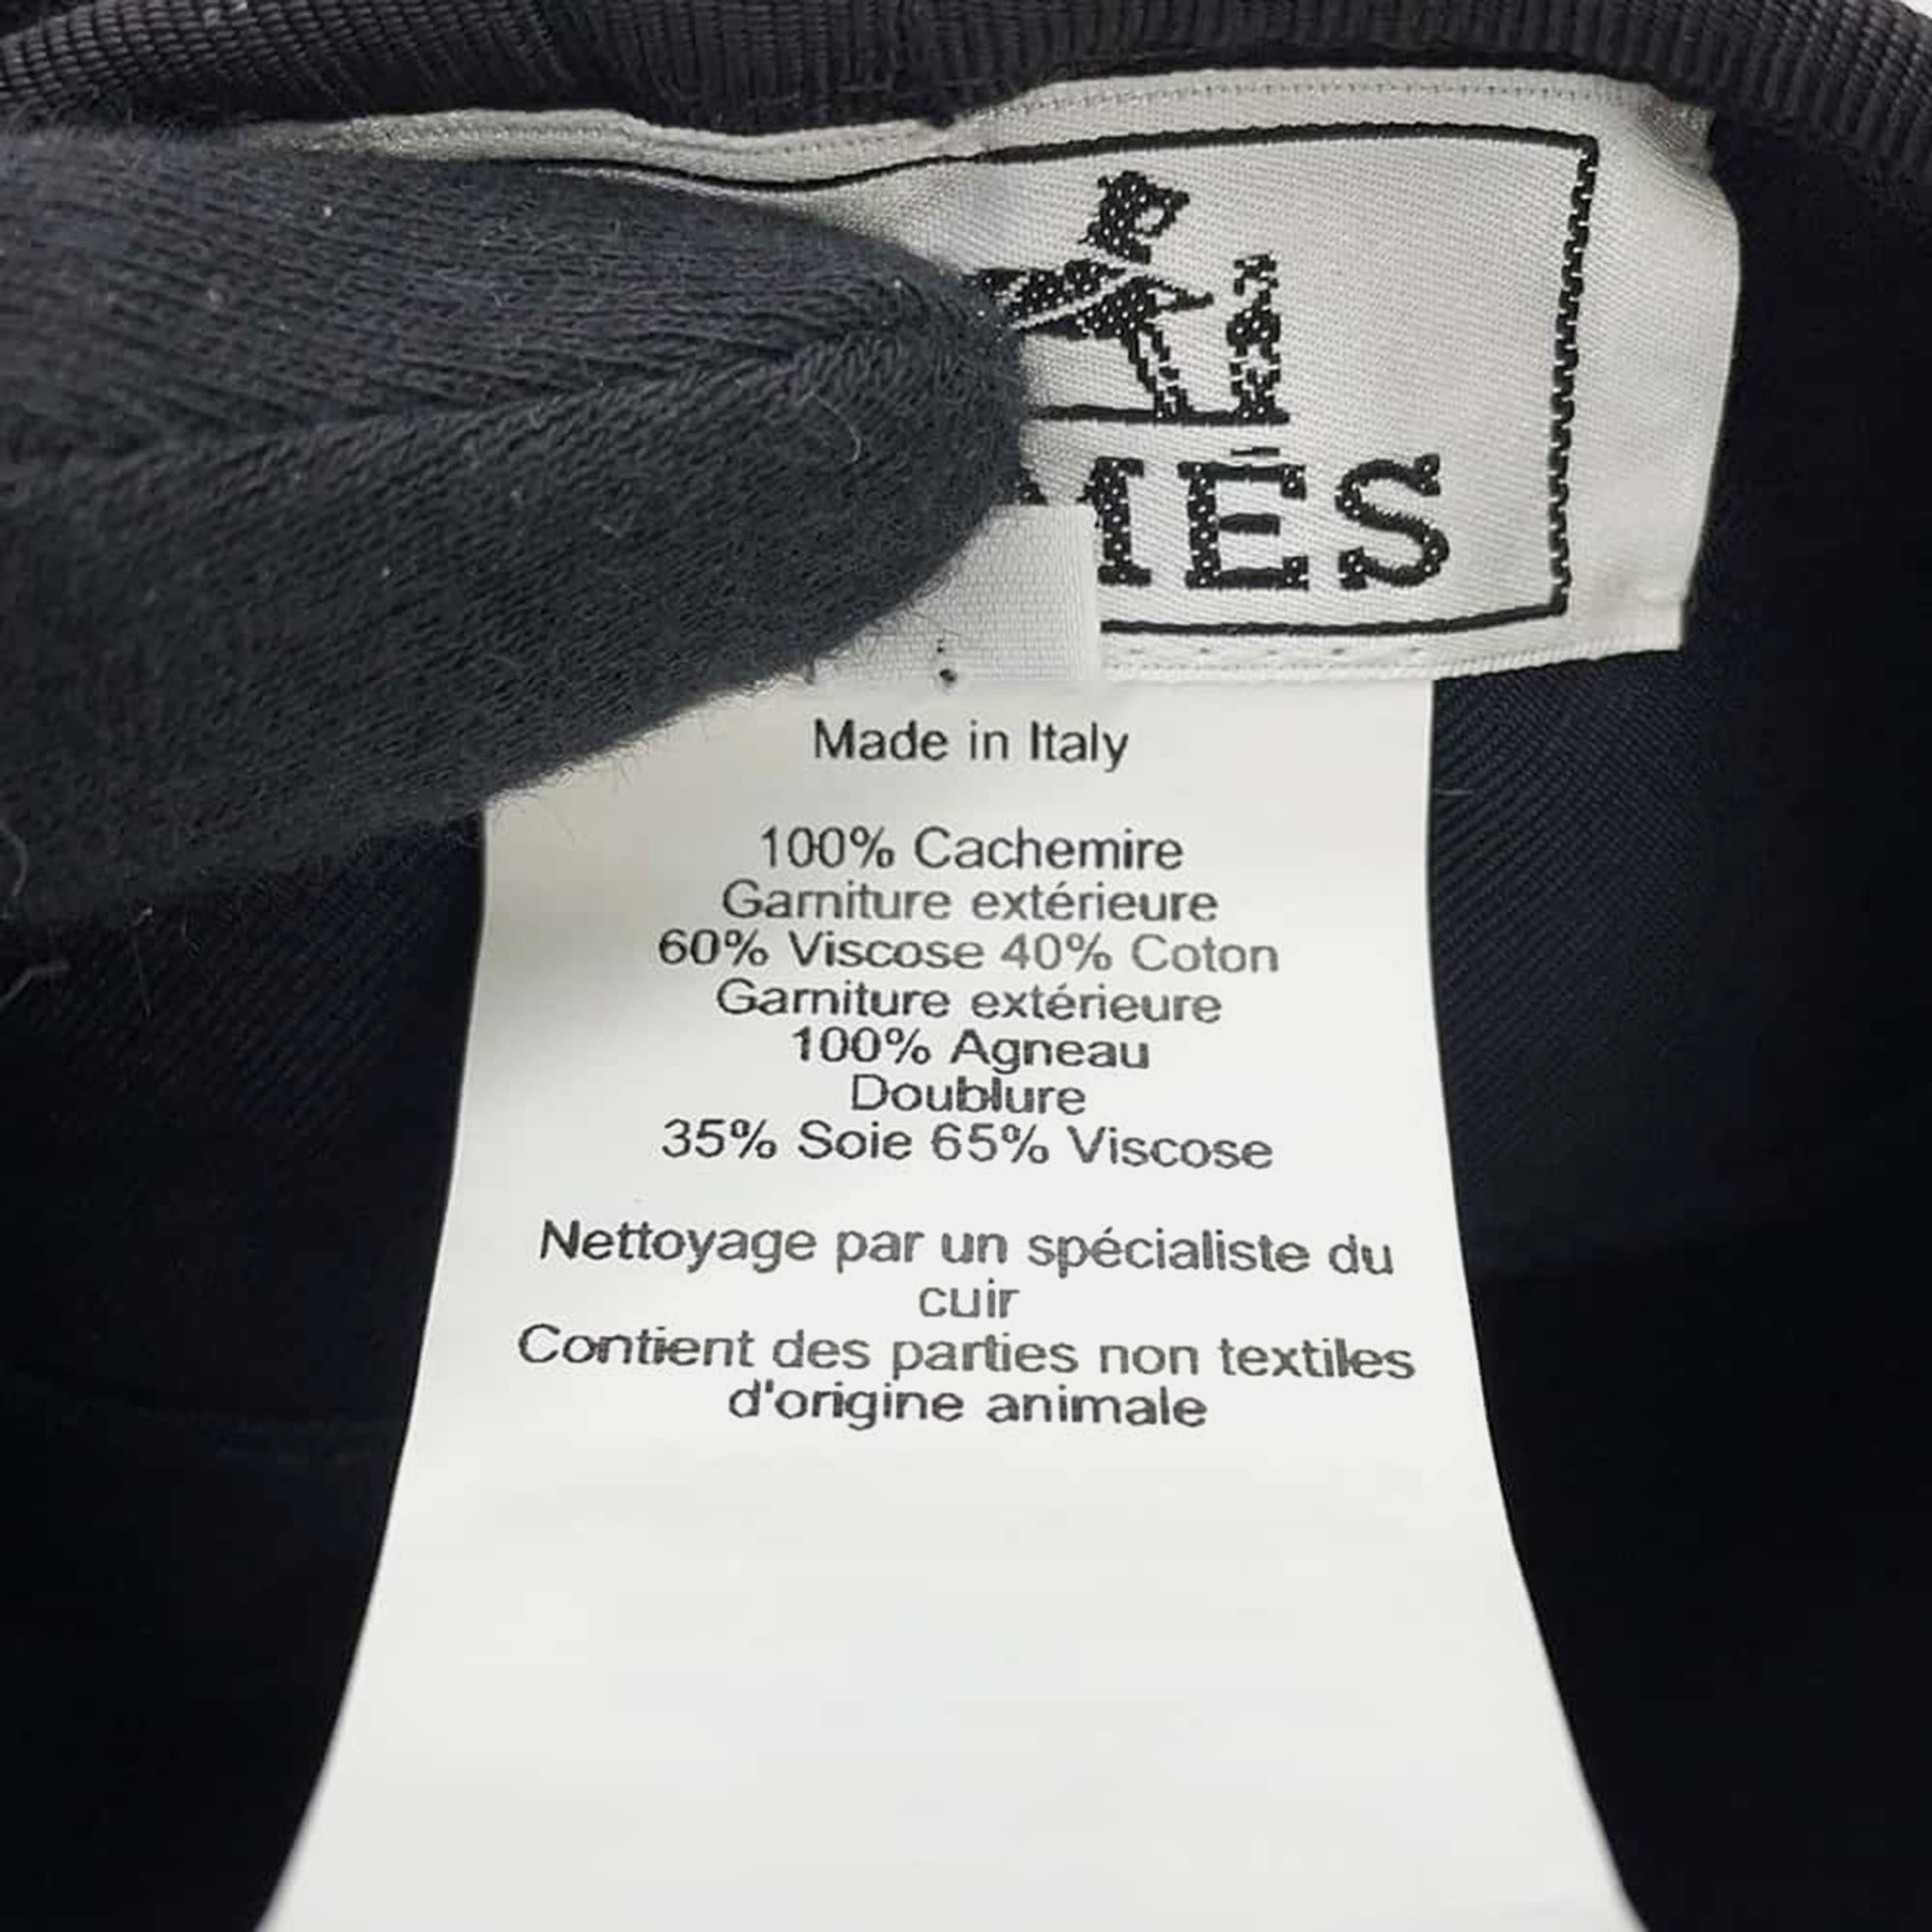 MES
Made in Italy
100% Cachemire
Garniture extérieure
60% Viscose 40% Coton
Garniture extérieure
100% Agneau
Doublure
35% Soie 65% Viscose
Nettoyage par un spécialiste du
cuir
Contient des parties non textiles
d'origine animale